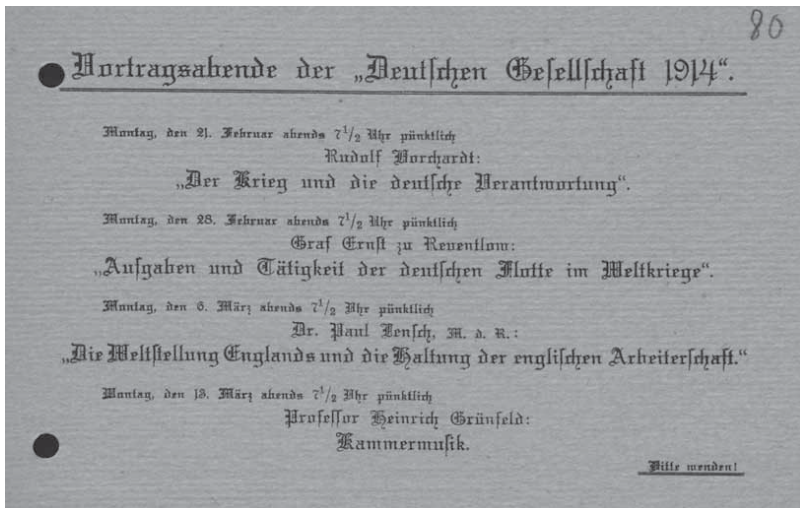 80
Vortragsabende der „Deutschen Gesellschaft 1914“.
Montag, den 21. Februar abends 7 1/2 Uhr pünktlich
Rudolf Borchardt:
„Der Krieg und die deutsche Verantwortung“.
Montag, den 28. Februar abends 7 1/2 Uhr pünktlich
Graf Ernst zu Reventlow:
„Aufgaben und Tätigkeit der deutschen Flotte im Weltkriege“.
Montag, den 6. März abends 7 1/2 Uhr pünktlich
Dr. Paul Lensch, M. d. R.:
„Die Weltstellung Englands und die Haltung der englischen Arbeiterschaft.“
Montag, den 13. März abends 7 1/2 Uhr pünktlich
Professor Heinrich Grünfeld:
Kammermusik.
Bitte wenden!